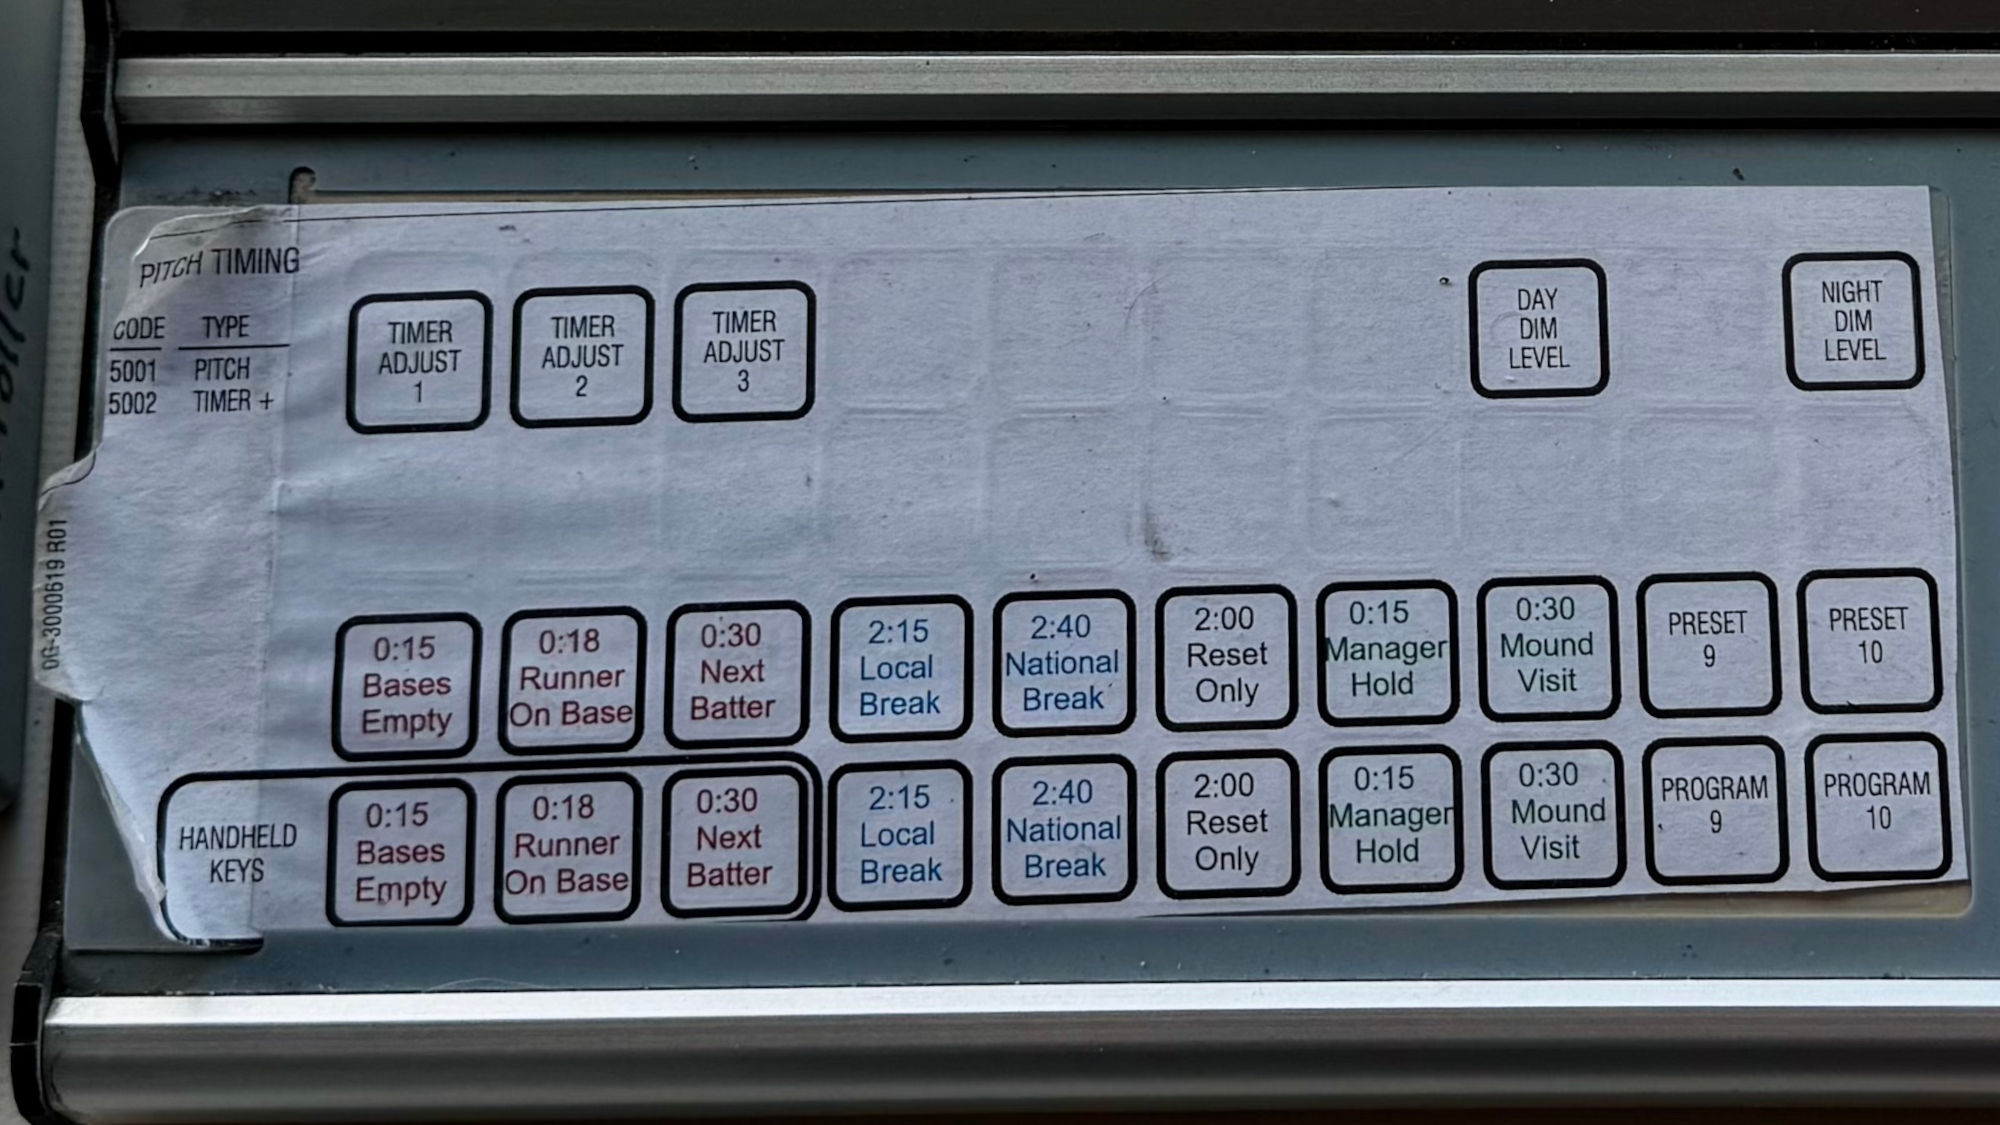 PITCH TIMING
CODE TYPE
5001 PITCH
5002 TIMER +
0G-3000619 R01
TIMER
ADJUST
1
TIMER
ADJUST
2
TIMER
ADJUST
3
DAY
DIM
LEVEL
NIGHT
DIM
LEVEL
0:15
Bases
Empty
0:18
Runner
On Base
0:30
Next
Batter
2:15
Local
Break
2:40
National
Break
2:00
Reset
Only
0:15
Manager
Hold
0:30
Mound
Visit
PRESET
9
PRESET
10
HANDHELD
KEYS
0:15
Bases
Empty
0:18
Runner
On Base
0:30
Next
Batter
2:15
Local
Break
2:40
National
Break
2:00
Reset
Only
0:15
Manager
Hold
0:30
Mound
Visit
PROGRAM
9
PROGRAM
10